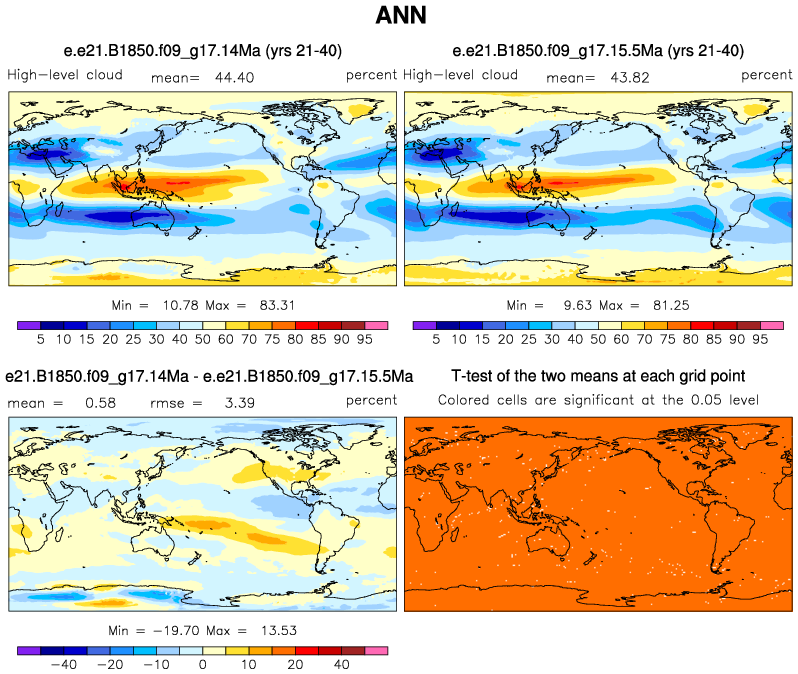 ANN
e.e21.B1850.f09_g17.14Ma (yrs 21-40)
High-level cloud mean= 44.40 percent
Min = 10.78 Max = 83.31
5 10 15 20 25 30 40 50 60 70 75 80 85 90 95
e.e21.B1850.f09_g17.15.5Ma (yrs 21-40)
High-level cloud mean= 43.82 percent
Min = 9.63 Max = 81.25
5 10 15 20 25 30 40 50 60 70 75 80 85 90 95
e21.B1850.f09_g17.14Ma - e.e21.B1850.f09_g17.15.5Ma
mean = 0.58 rmse = 3.39 percent
Min = -19.70 Max = 13.53
-40 -20 -10 0 10 20 40
T-test of the two means at each grid point
Colored cells are significant at the 0.05 level